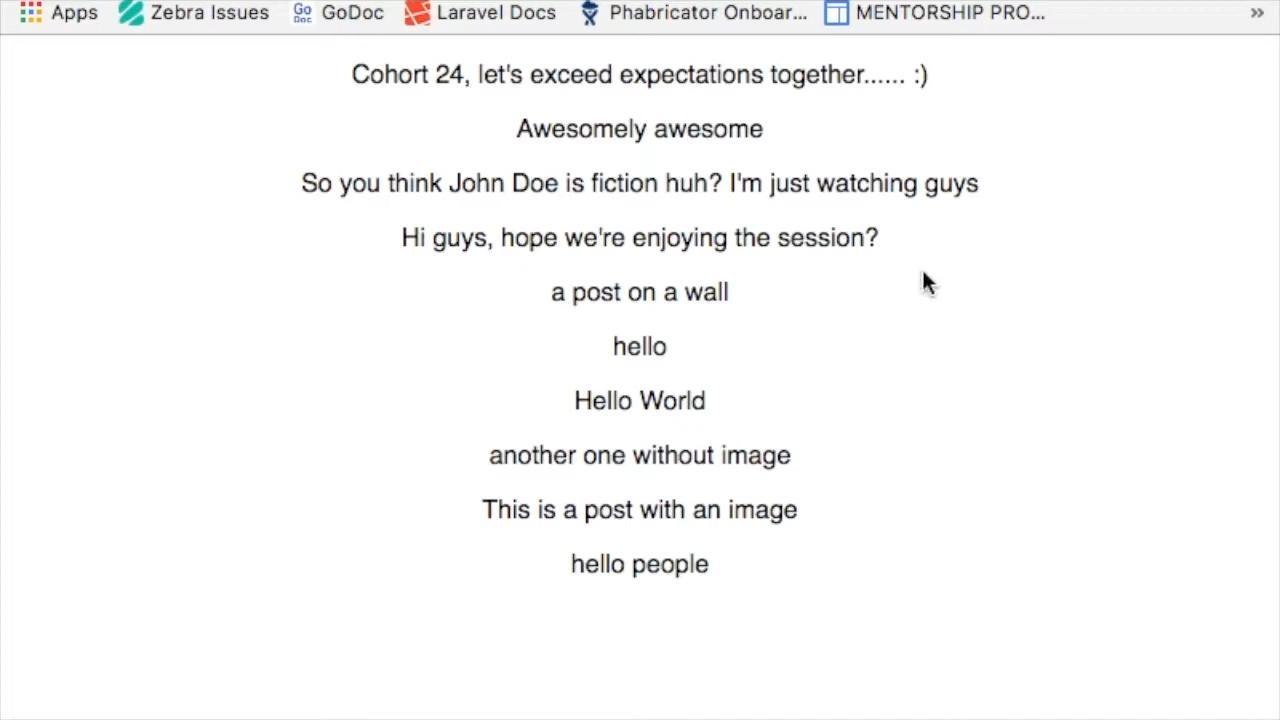 Apps Zebra Issues Go Doc GoDoc Laravel Docs Phabricator Onboar... MENTORSHIP PRO... »
Cohort 24, let's exceed expectations together...... :)
Awesomely awesome
So you think John Doe is fiction huh? I'm just watching guys
Hi guys, hope we're enjoying the session?
a post on a wall
hello
Hello World
another one without image
This is a post with an image
hello people